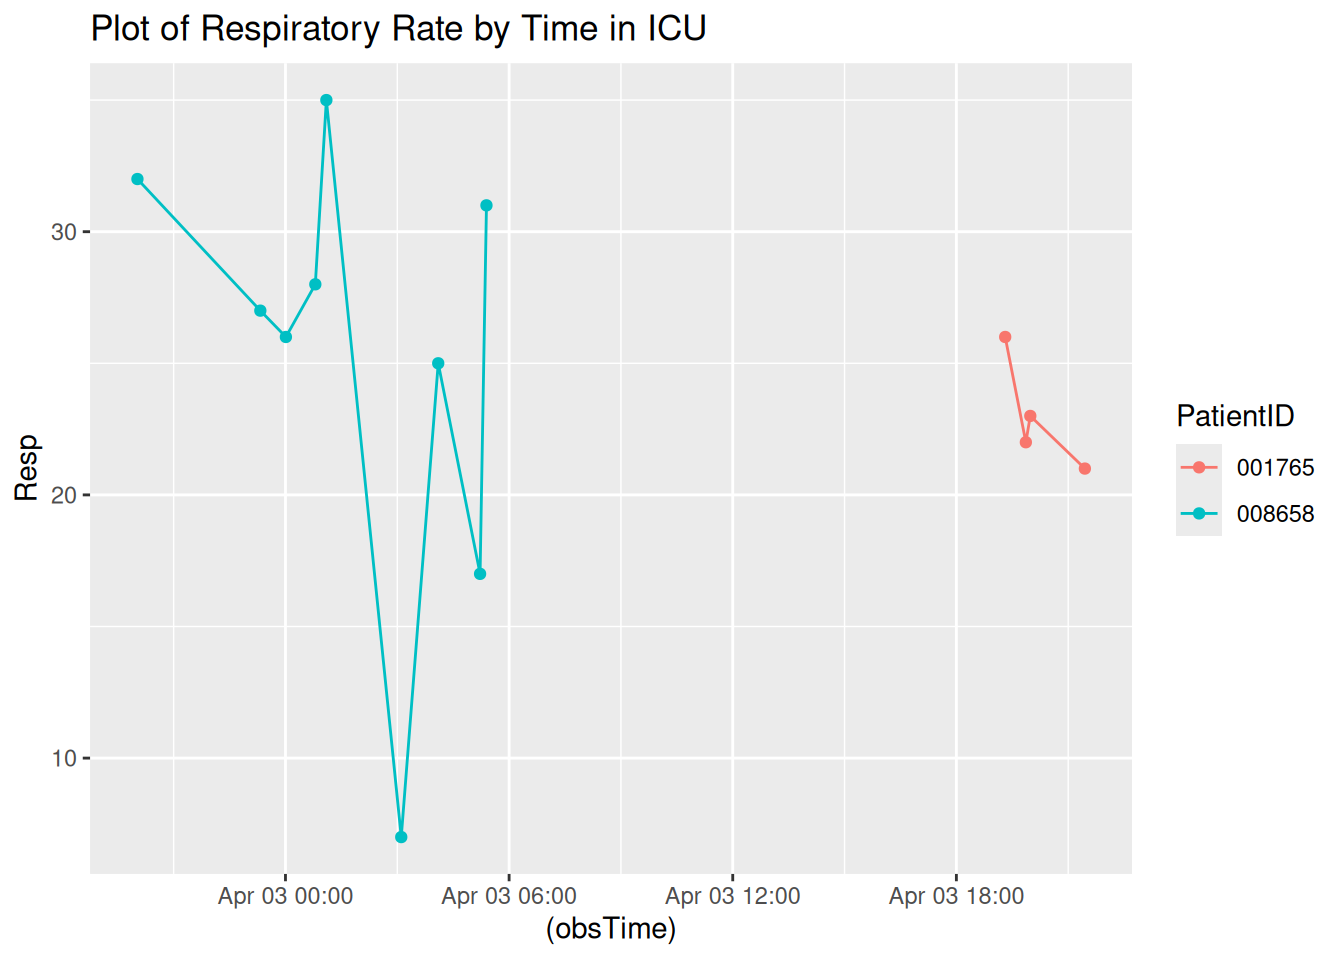 Plot of Respiratory Rate by Time in ICU
Resp
30
20
10
Apr 03 00:00
Apr 03 06:00
Apr 03 12:00
Apr 03 18:00
(obsTime)
PatientID
001765
008658